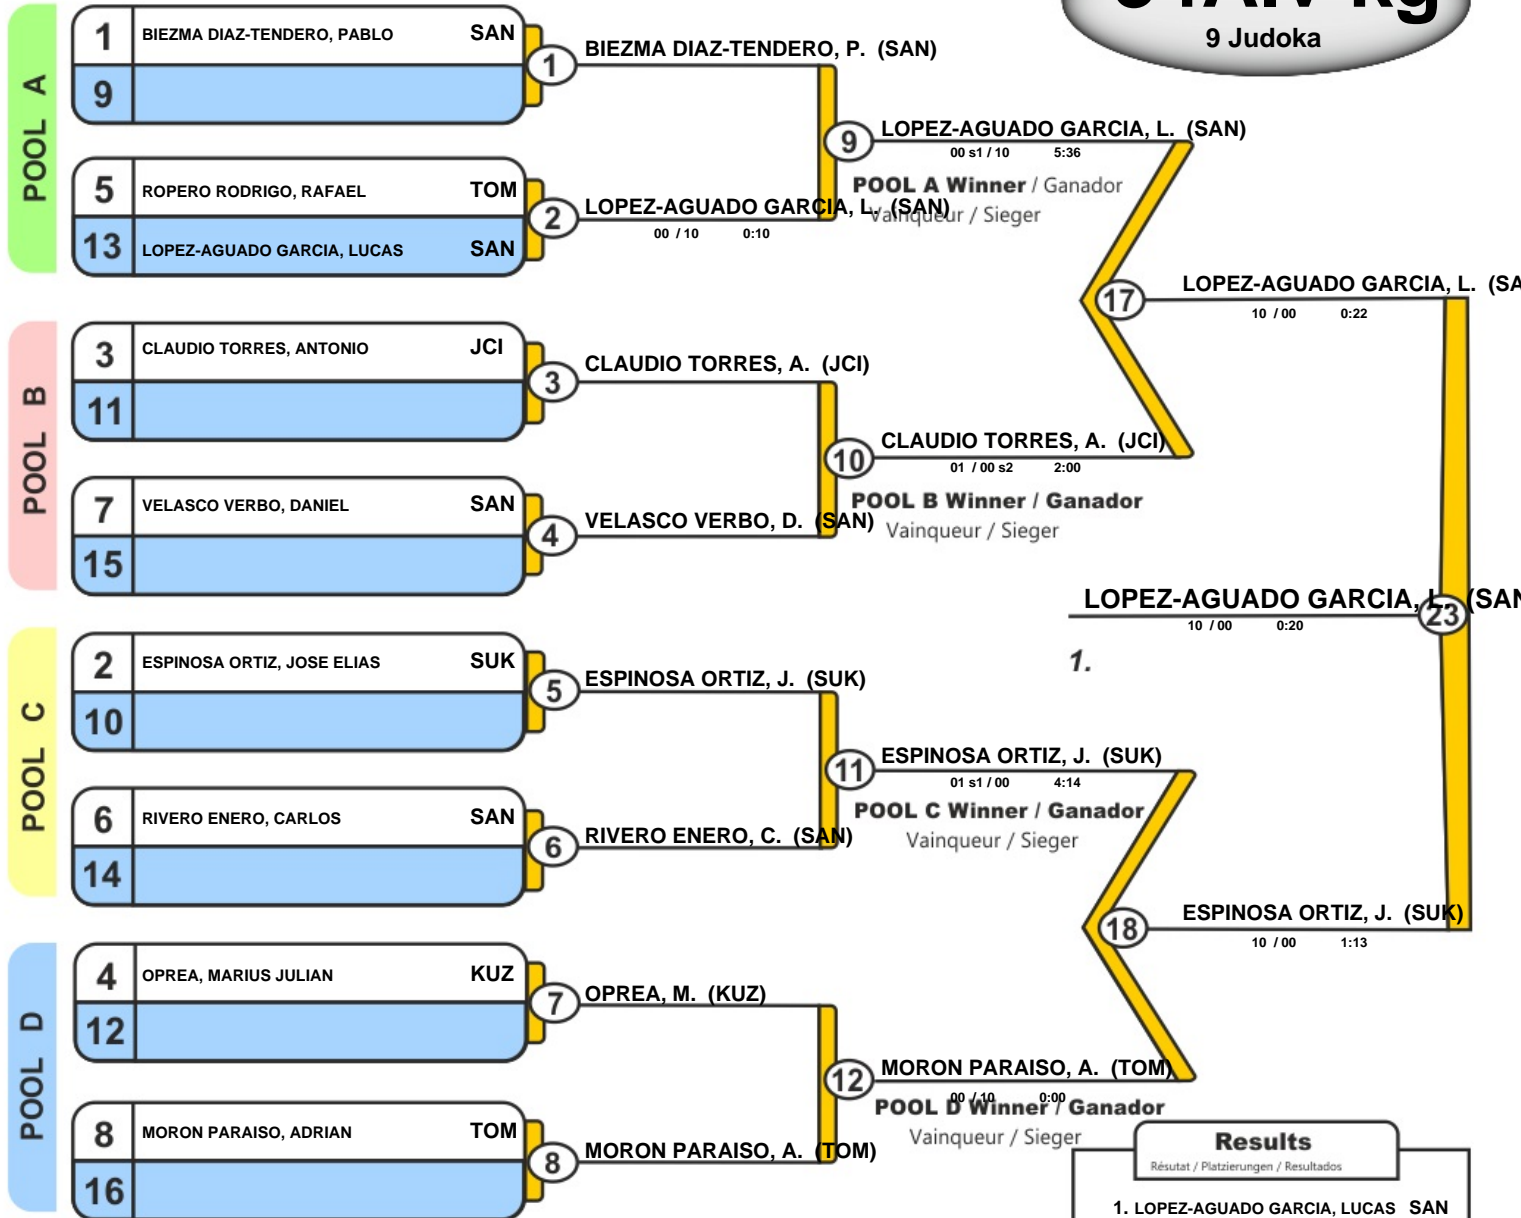 9 Judoka
POOL A
1 BIEZMA DIAZ-TENDERO, PABLO SAN
9
1
BIEZMA DIAZ-TENDERO, P. (SAN)
5 ROPERO RODRIGO, RAFAEL TOM
13 LOPEZ-AGUADO GARCIA, LUCAS SAN
2
LOPEZ-AGUADO GARCIA, L. (SAN)
00 / 10 0:10
9
LOPEZ-AGUADO GARCIA, L. (SAN)
00 s1 / 10 5:36
POOL A Winner / Ganador
Vainqueur / Sieger
POOL B
3 CLAUDIO TORRES, ANTONIO JCI
11
3
CLAUDIO TORRES, A. (JCI)
7 VELASCO VERBO, DANIEL SAN
15
4
VELASCO VERBO, D. (SAN)
10
CLAUDIO TORRES, A. (JCI)
01 / 00 s2 2:00
POOL B Winner / Ganador
Vainqueur / Sieger
17
LOPEZ-AGUADO GARCIA, L. (SA
10 / 00 0:22
LOPEZ-AGUADO GARCIA, L. (SAN
23
10 / 00 0:20
1.
POOL C
2 ESPINOSA ORTIZ, JOSE ELIAS SUK
10
5
ESPINOSA ORTIZ, J. (SUK)
6 RIVERO ENERO, CARLOS SAN
14
6
RIVERO ENERO, C. (SAN)
11
ESPINOSA ORTIZ, J. (SUK)
01 s1 / 00 4:14
POOL C Winner / Ganador
Vainqueur / Sieger
18
ESPINOSA ORTIZ, J. (SUK)
10 / 00 1:13
POOL D
4 OPREA, MARIUS JULIAN KUZ
12
7
OPREA, M. (KUZ)
8 MORON PARAISO, ADRIAN TOM
16
8
MORON PARAISO, A. (TOM)
12
MORON PARAISO, A. (TOM)
00 / 10 0:00
POOL D Winner / Ganador
Vainqueur / Sieger
Results
Résutat / Platzierungen / Resultados
1. LOPEZ-AGUADO GARCIA, LUCAS SAN